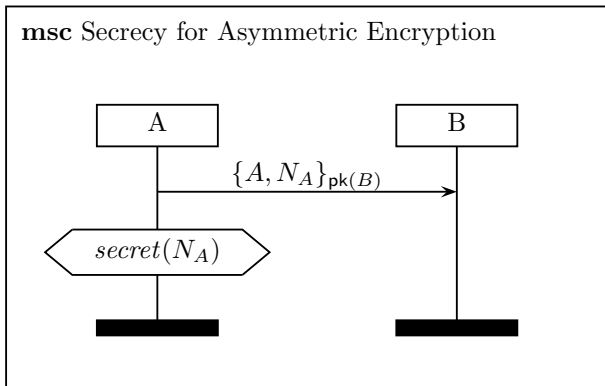 msc Secrecy for Asymmetric Encryption
A
B
{A, N_A}_pk(B)
secret(N_A)